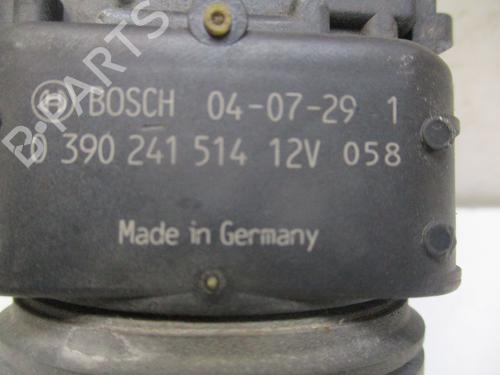 B-PARTS
BOSCH 04-07-29 1
0 390 241 514 12V 058
Made in Germany